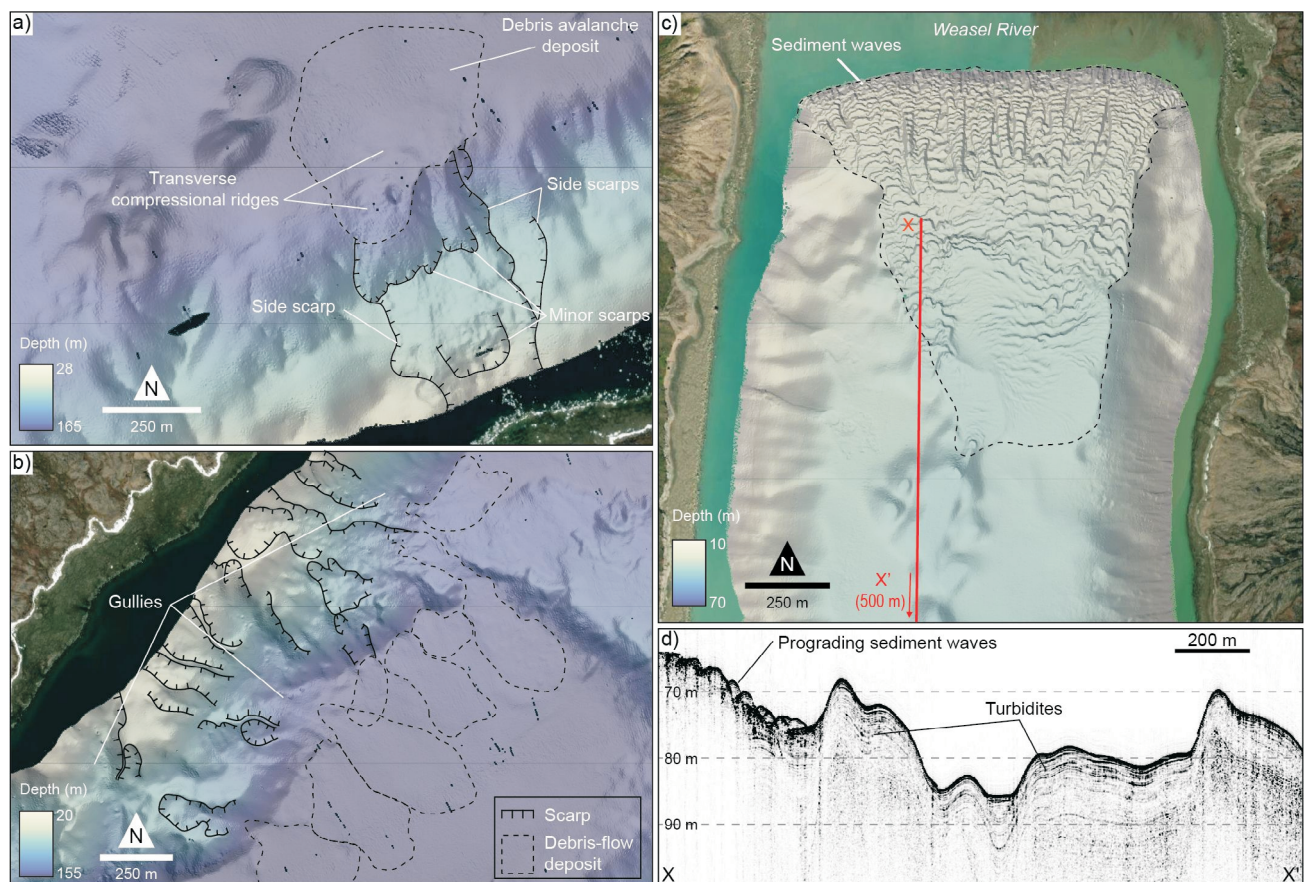 a)
Debris avalanche
deposit
Transverse
compressional ridges
Side scarps
Side scarp
Minor scarps
Depth (m)
28
165
N
250 m
b)
Gullies
Depth (m)
20
155
N
250 m
Scarp
Debris-flow
deposit
c)
Weasel River
Sediment waves
X
Depth (m)
10
70
N
250 m
X'
(500 m)
d)
Prograding sediment waves
200 m
70 m
Turbidites
80 m
90 m
X
X'